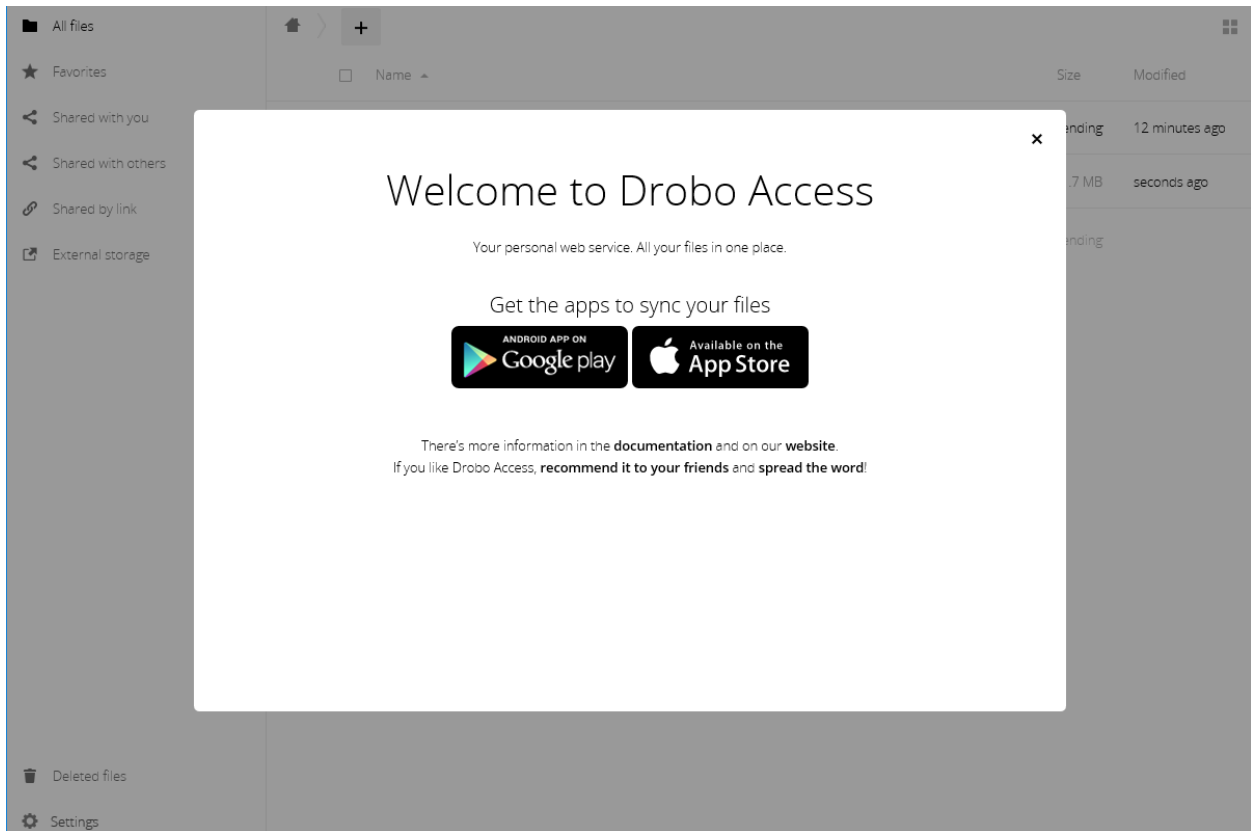 All files
Favorites
Shared with you
Shared with others
Shared by link
External storage
Deleted files
Settings
+
Name
Size
Modified
12 minutes ago
.7 MB
seconds ago
Welcome to Drobo Access
Your personal web service. All your files in one place.
Get the apps to sync your files
ANDROID APP ON
Google play
Available on the
App Store
There's more information in the documentation and on our website.
If you like Drobo Access, recommend it to your friends and spread the word!